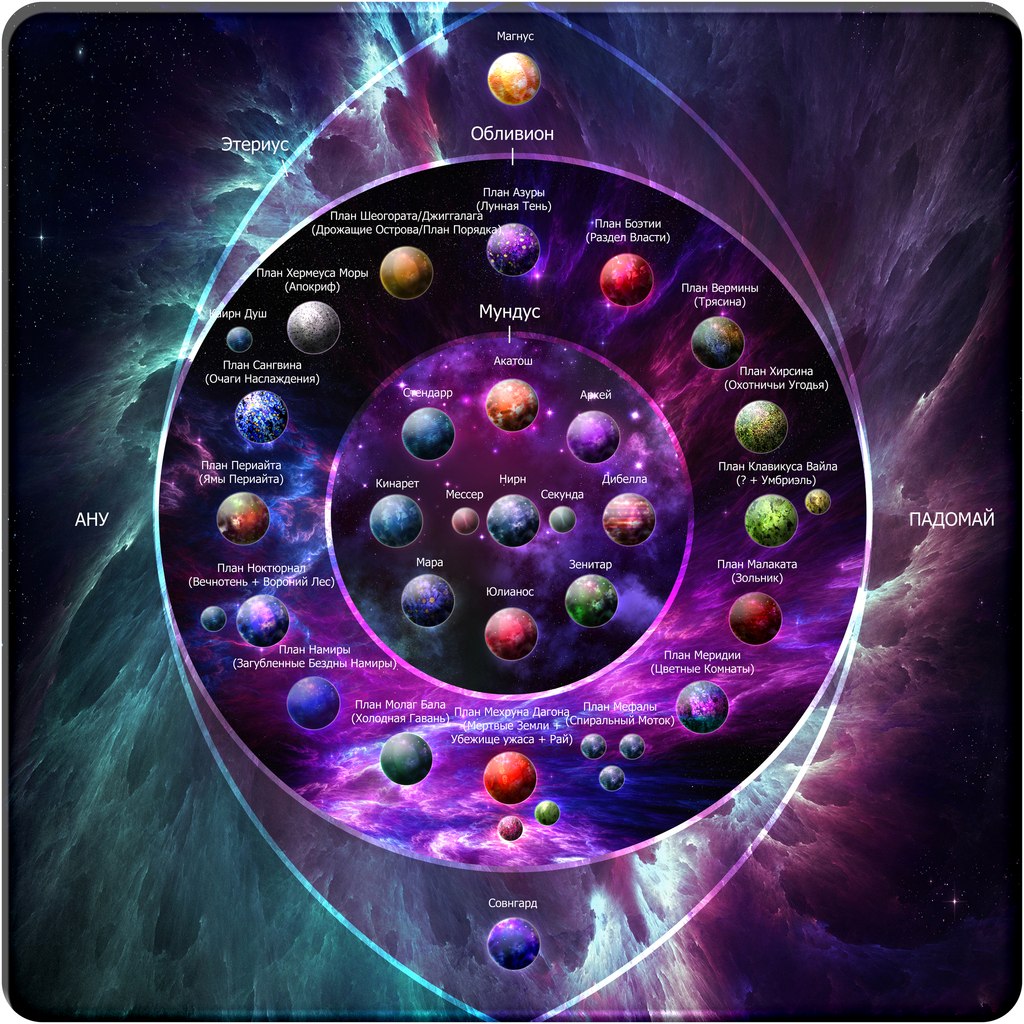 Магнус
Этериус
Обливион
План Азуры
(Лунная Тень)
План Шеогората/Джиггалага
(Дрожащие Острова/План Порядка)
План Боэтии
(Раздел Власти)
План Хермеуса Моры
(Апокриф)
План Вермины
(Трясина)
Каирн Душ
Мундус
План Сангвина
(Очаги Наслаждения)
План Хирсина
(Охотничьи Угодья)
Акатош
Стендарр
Аркей
План Периайта
(Ямы Периайта)
План Клавикуса Вайла
(? + Умбриэль)
Кинарет
Мессер
Нирн
Секунда
Дибелла
АНУ
ПАДОМАЙ
План Ноктюрнал
(Вечнотень + Вороний Лес)
Мара
Зенитар
План Малаката
(Зольник)
Юлианос
План Намиры
(Загубленные Бездны Намиры)
План Меридии
(Цветные Комнаты)
План Молаг Бала
(Холодная Гавань)
План Мехруна Дагона
(Мертвые Земли +
Убежище ужаса + Рай)
План Мефалы
(Спиральный Моток)
Совнгард